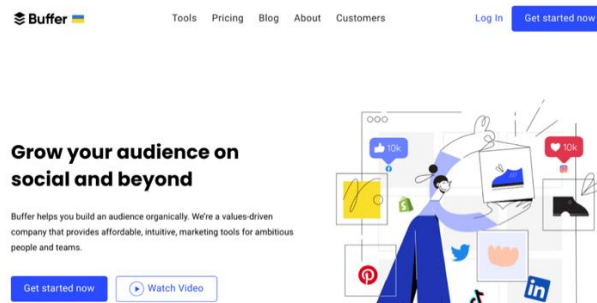 Buffer
Tools Pricing Blog About Customers
Log In
Get started now
Grow your audience on
social and beyond
Buffer helps you build an audience organically. We're a values-driven
company that provides affordable, intuitive, marketing tools for ambitious
people and teams.
Get started now
Watch Video
10k
10k
in